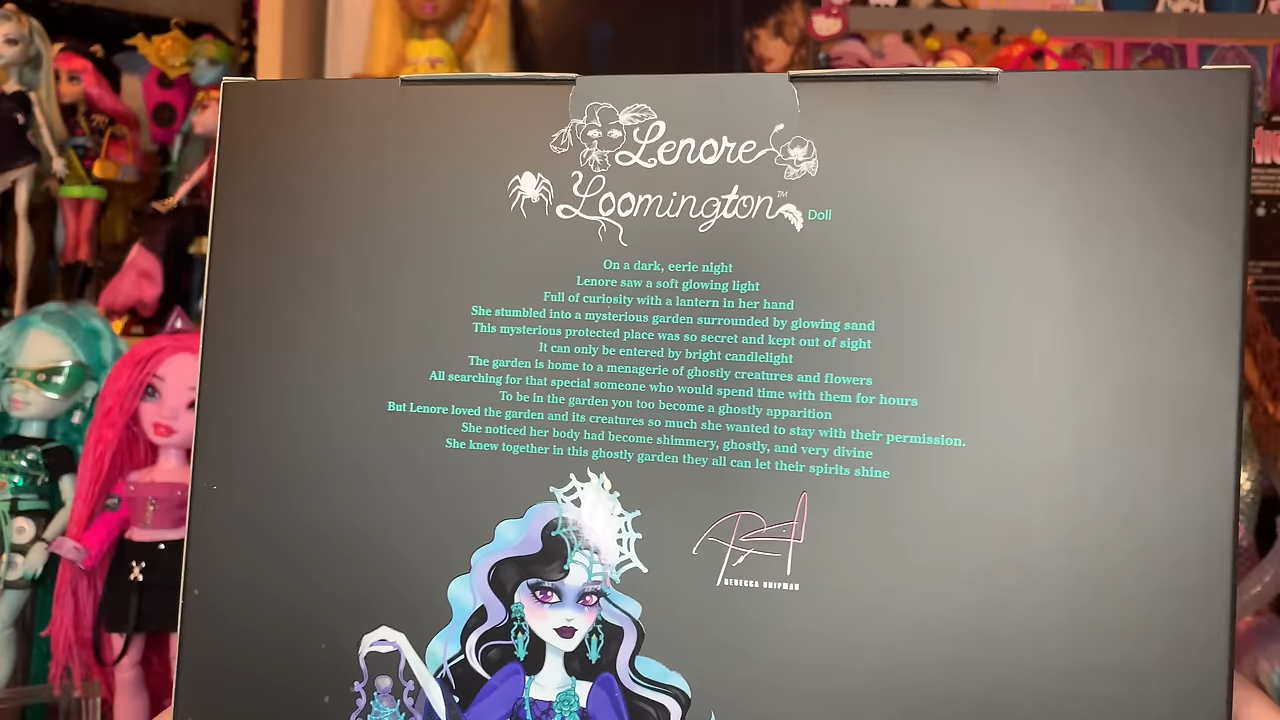 Lenore
Loomington™ Doll
On a dark, eerie night
Lenore saw a soft glowing light
Full of curiosity with a lantern in her hand
She stumbled into a mysterious garden surrounded by glowing sand
This mysterious protected place was so secret and kept out of sight
It can only be entered by bright candlelight
The garden is home to a menagerie of ghostly creatures and flowers
All searching for that special someone who would spend time with them for hours
To be in the garden you too become a ghostly apparition
But Lenore loved the garden and its creatures so much she wanted to stay with their permission.
She noticed her body had become shimmery, ghostly, and very divine
She knew together in this ghostly garden they all can let their spirits shine
REBECCA SHIPMAN